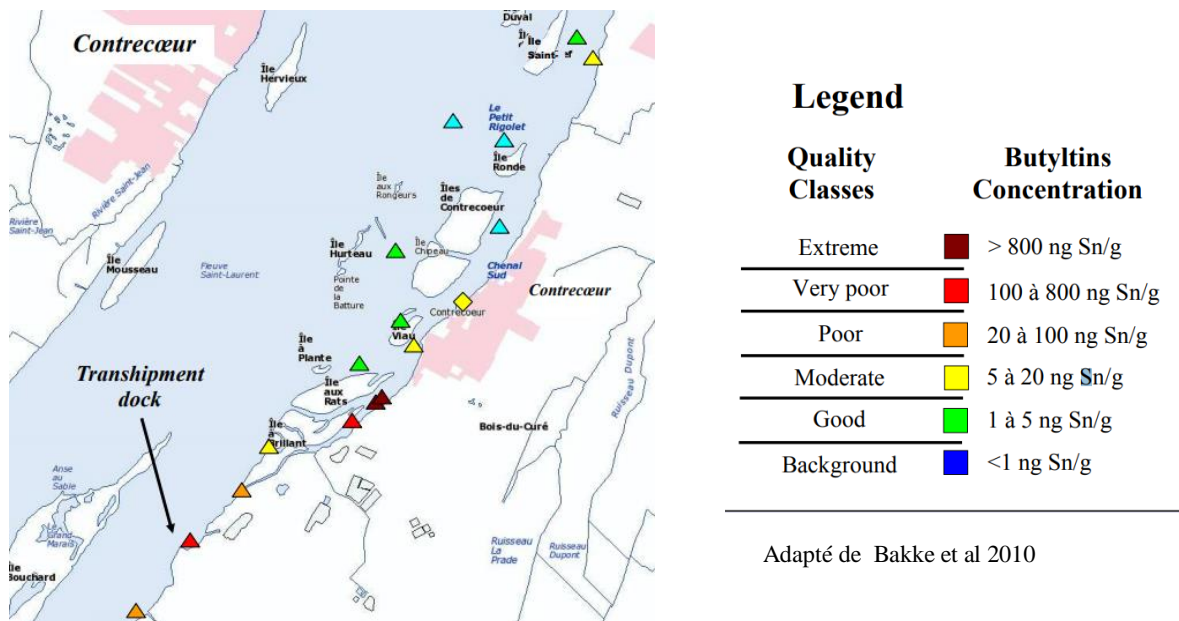 Contrecœur
Duval
Île
Saint-
Île
Hervieux
Le
Petit
Rigolet
Île
Ronde
Île
aux
Rongeurs
Îles
de
Contrecoeur
Rivière Saint-Jean
Rivière
Saint-Jean
Île
Mousseau
Fleuve
Saint-Laurent
Île
Hurteau
Île
Chipeau
Pointe
de
la
Batture
Chenal
Sud
Contrecœur
Contrecoeur
Île
Viau
Île
à
Plante
Transhipment
dock
Île
aux
Rats
Île
à
Brillant
Bois-du-Curé
Ruisseau Dupont
Anse
au
Sable
Le
Grand
Marais
Île
Bouchard
Ruisseau
La
Prade
Ruisseau
Dupont
Legend
Quality
Classes
Butyltins
Concentration
Extreme
> 800 ng Sn/g
Very poor
100 à 800 ng Sn/g
Poor
20 à 100 ng Sn/g
Moderate
5 à 20 ng Sn/g
Good
1 à 5 ng Sn/g
Background
<1 ng Sn/g
Adapté de Bakke et al 2010